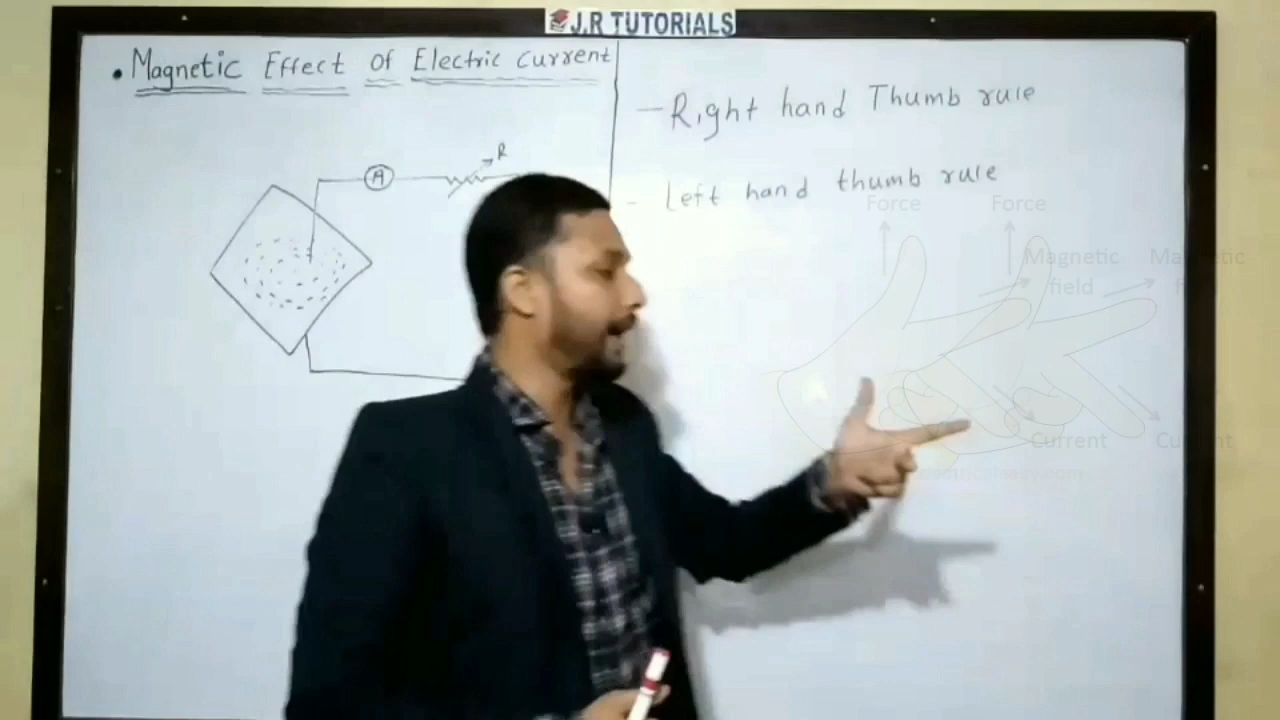 J.R TUTORIALS
• Magnetic Effect of Electric Current
A
R
- Right hand Thumb rule
- Left hand thumb rule
Force Force
Magnetic field
Magnetic
Current Current